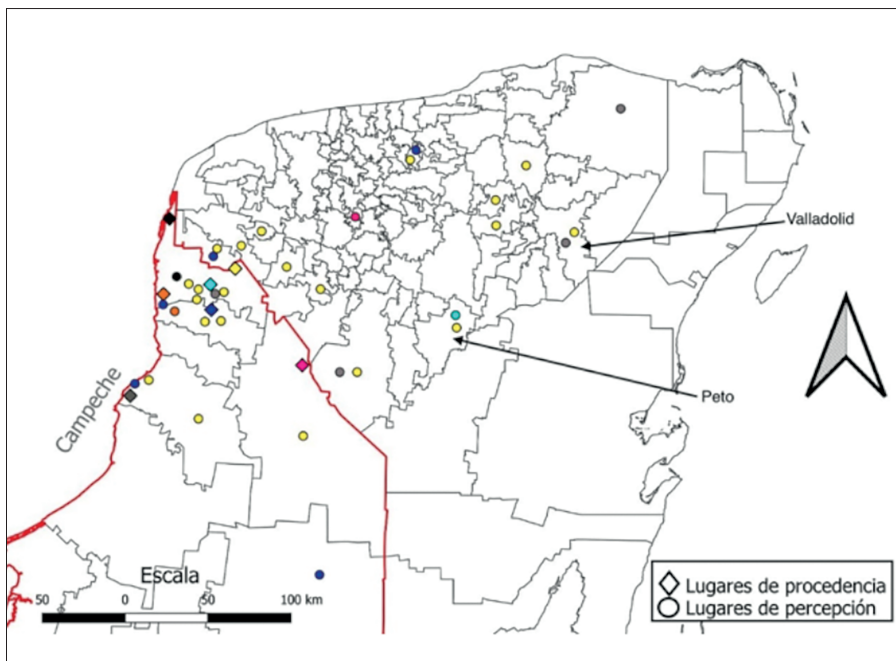 Valladolid
Peto
Campeche
Escala
50 0 50 100 km
Lugares de procedencia
Lugares de percepción